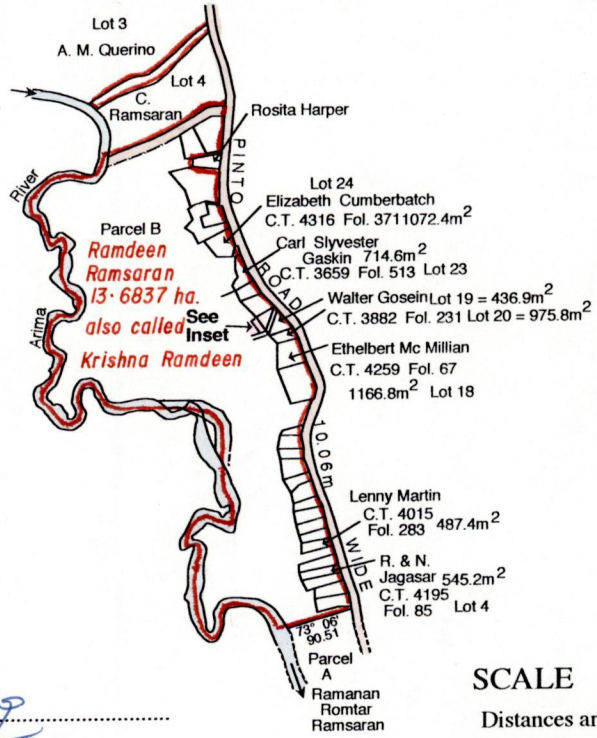 Lot 3
A. M. Querino
Lot 4
C.
Ramsaran
Rosita Harper
PINTO ROAD 10.06m WIDE
Lot 24
Elizabeth Cumberbatch
C.T. 4316 Fol. 3711072.4m²
Carl Slyvester
Gaskin 714.6m²
C.T. 3659 Fol. 513 Lot 23
Walter Gosein Lot 19 = 436.9m²
C.T. 3882 Fol. 231 Lot 20 = 975.8m²
Ethelbert Mc Millian
C.T. 4259 Fol. 67
1166.8m² Lot 18
Arima River
Parcel B
Ramdeen
Ramsaran
13.6837 ha.
also called
Krishna Ramdeen
See
Inset
Lenny Martin
C.T. 4015
Fol. 283 487.4m²
R. & N.
Jagasar 545.2m²
C.T. 4195
Fol. 85 Lot 4
73° 06'
90.51
Parcel
A
Ramanan
Romtar
Ramsaran
SCALE
Distances ar